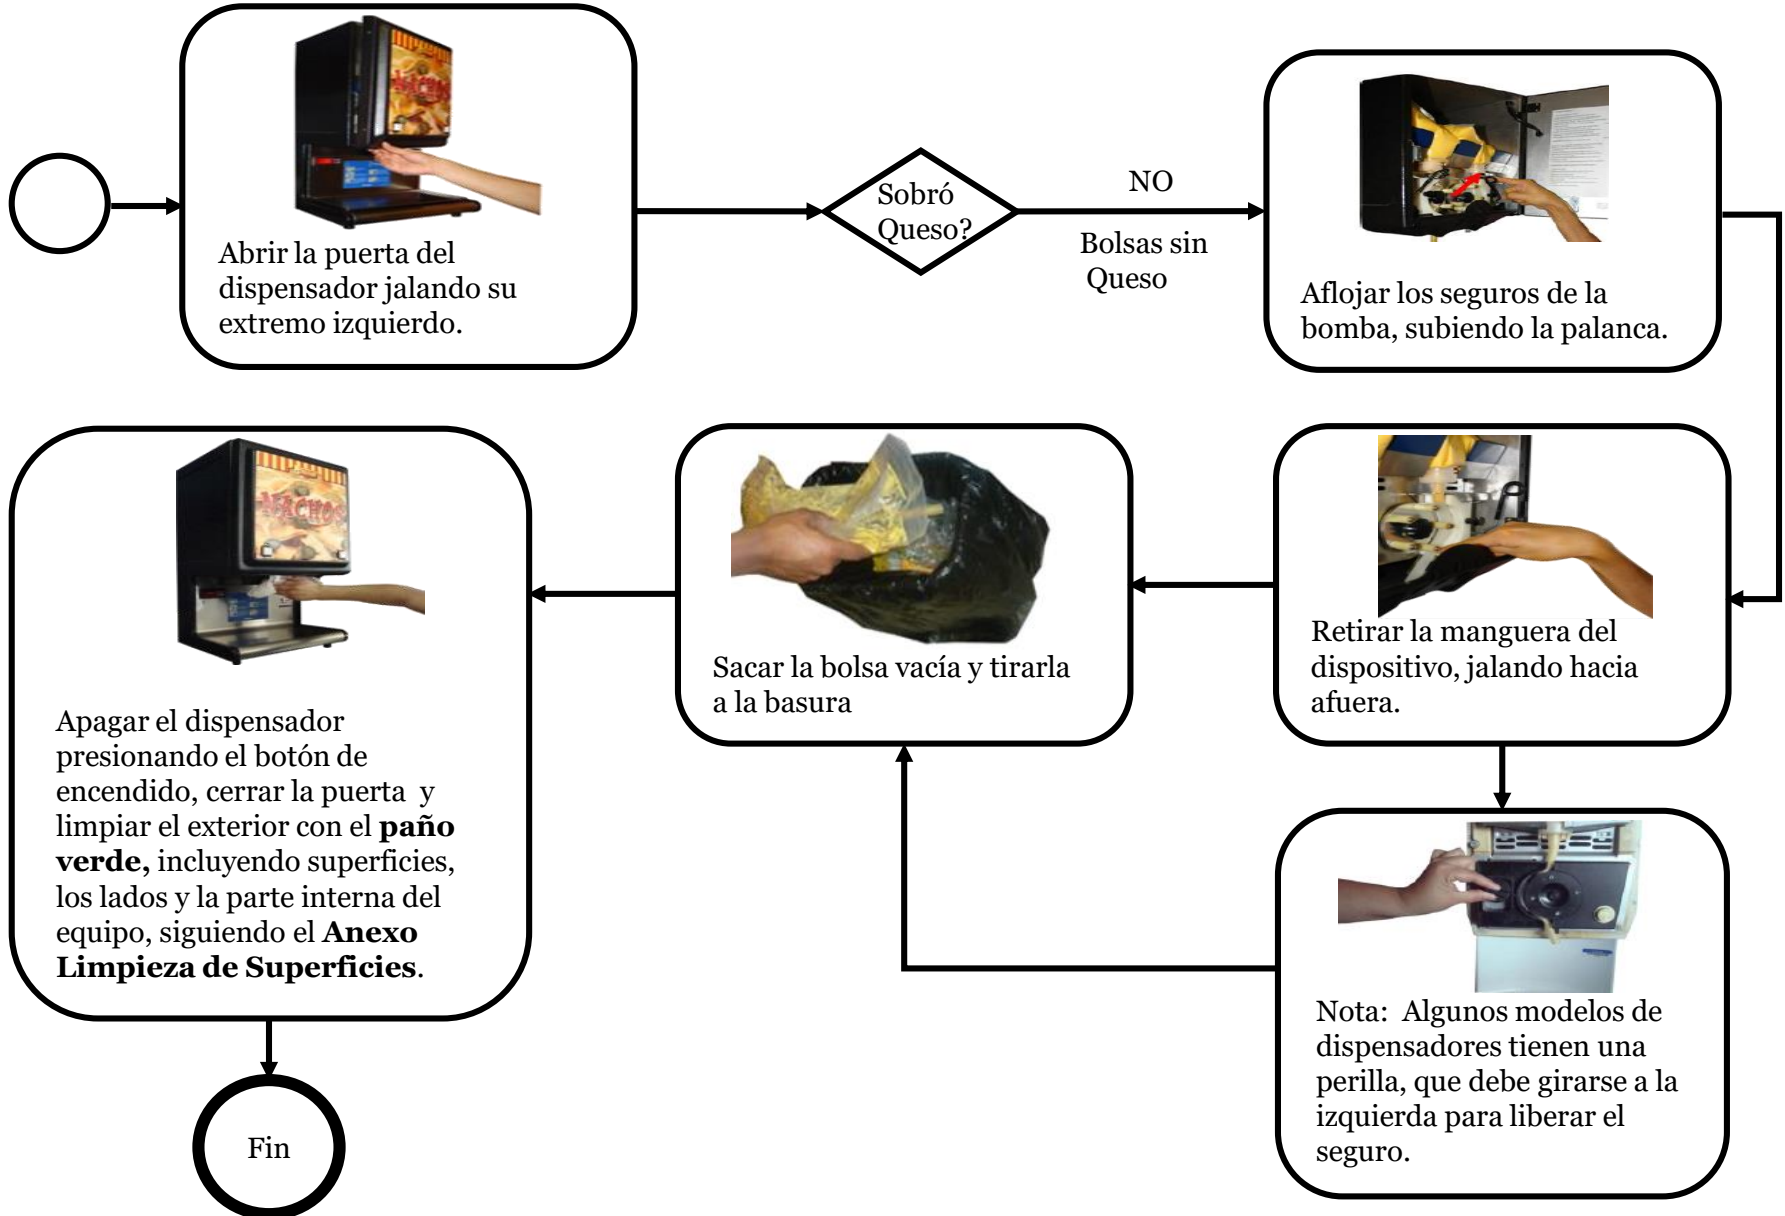 NACHOS
Abrir la puerta del
dispensador jalando su
extremo izquierdo.
Sobró
Queso?
NO
Bolsas sin
Queso
Aflojar los seguros de la
bomba, subiendo la palanca.
Retirar la manguera del
dispositivo, jalando hacia
afuera.
Nota:  Algunos modelos de
dispensadores tienen una
perilla, que debe girarse a la
izquierda para liberar el
seguro.
Sacar la bolsa vacía y tirarla
a la basura
NACHOS
Apagar el dispensador
presionando el botón de
encendido, cerrar la puerta  y
limpiar el exterior con el paño
verde, incluyendo superficies,
los lados y la parte interna del
equipo, siguiendo el Anexo
Limpieza de Superficies.
Fin